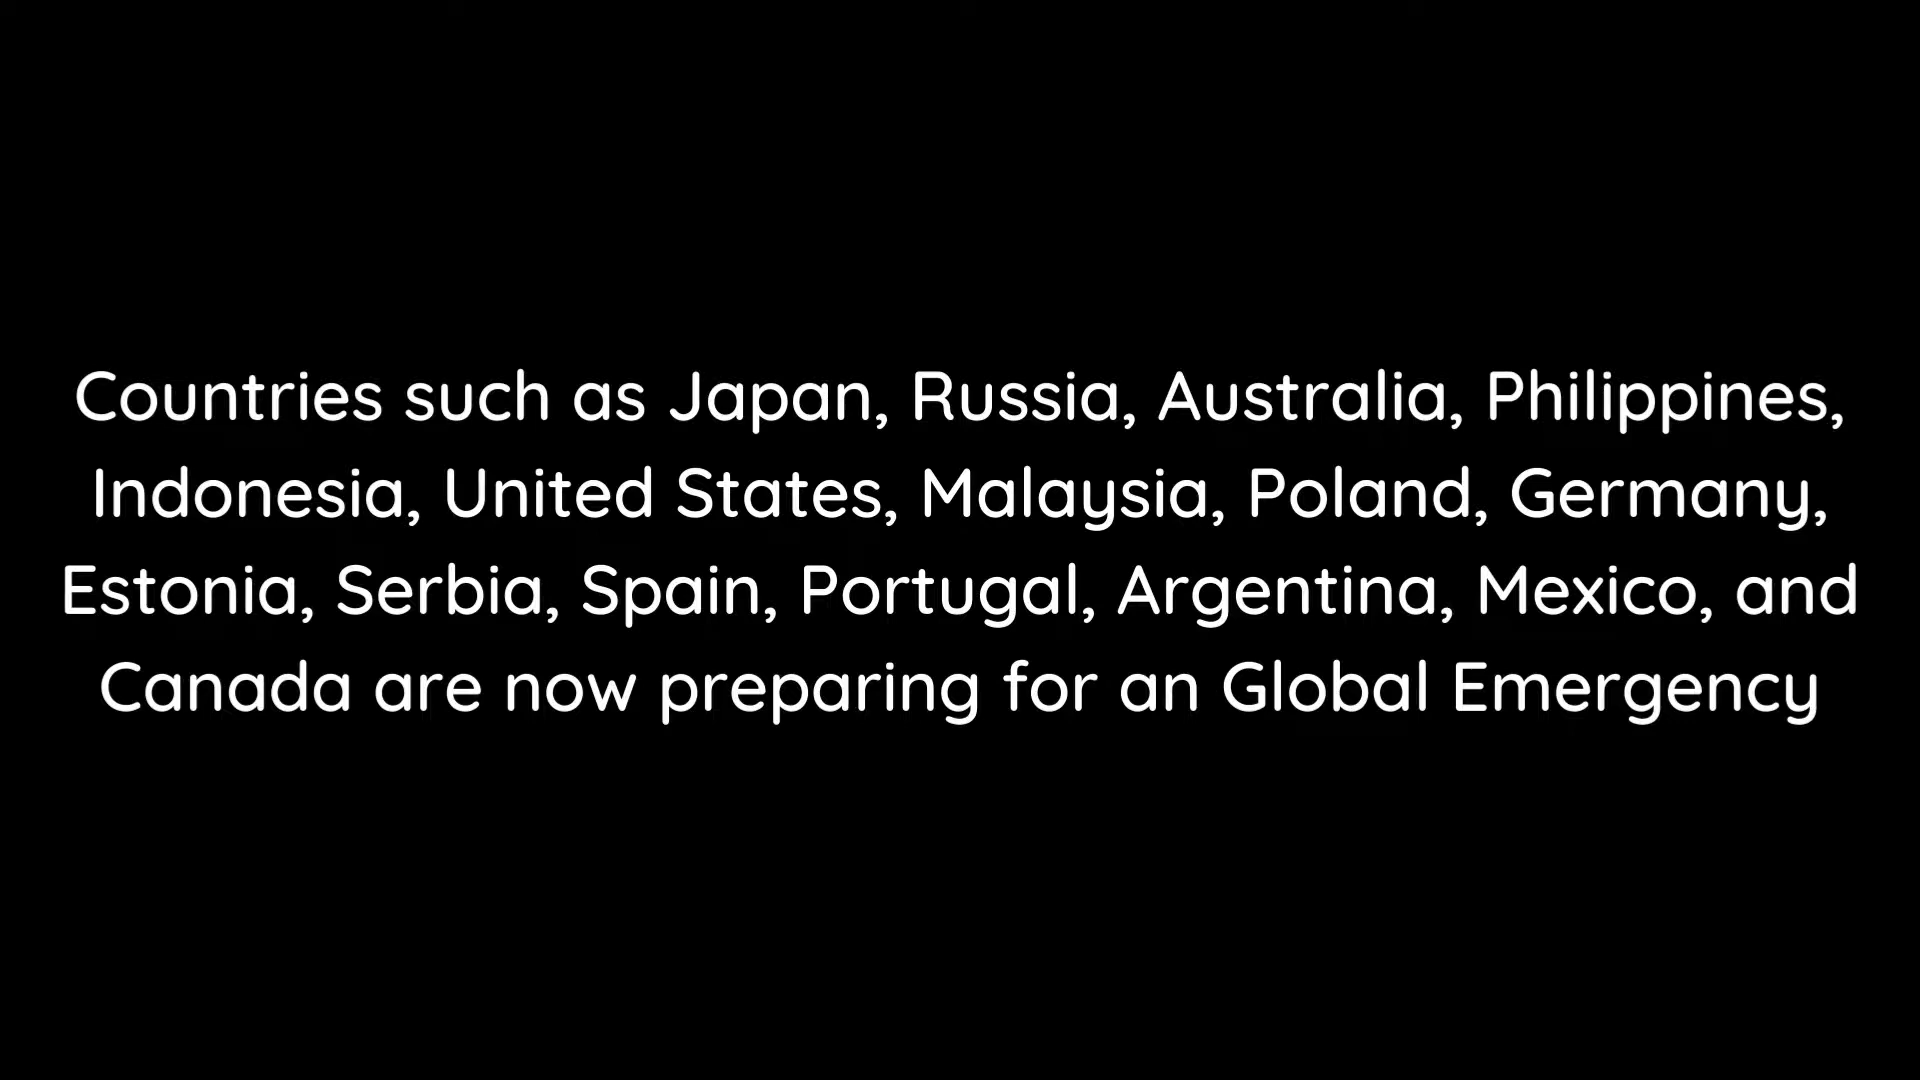 Countries such as Japan, Russia, Australia, Philippines,
Indonesia, United States, Malaysia, Poland, Germany,
Estonia, Serbia, Spain, Portugal, Argentina, Mexico, and
Canada are now preparing for an Global Emergency